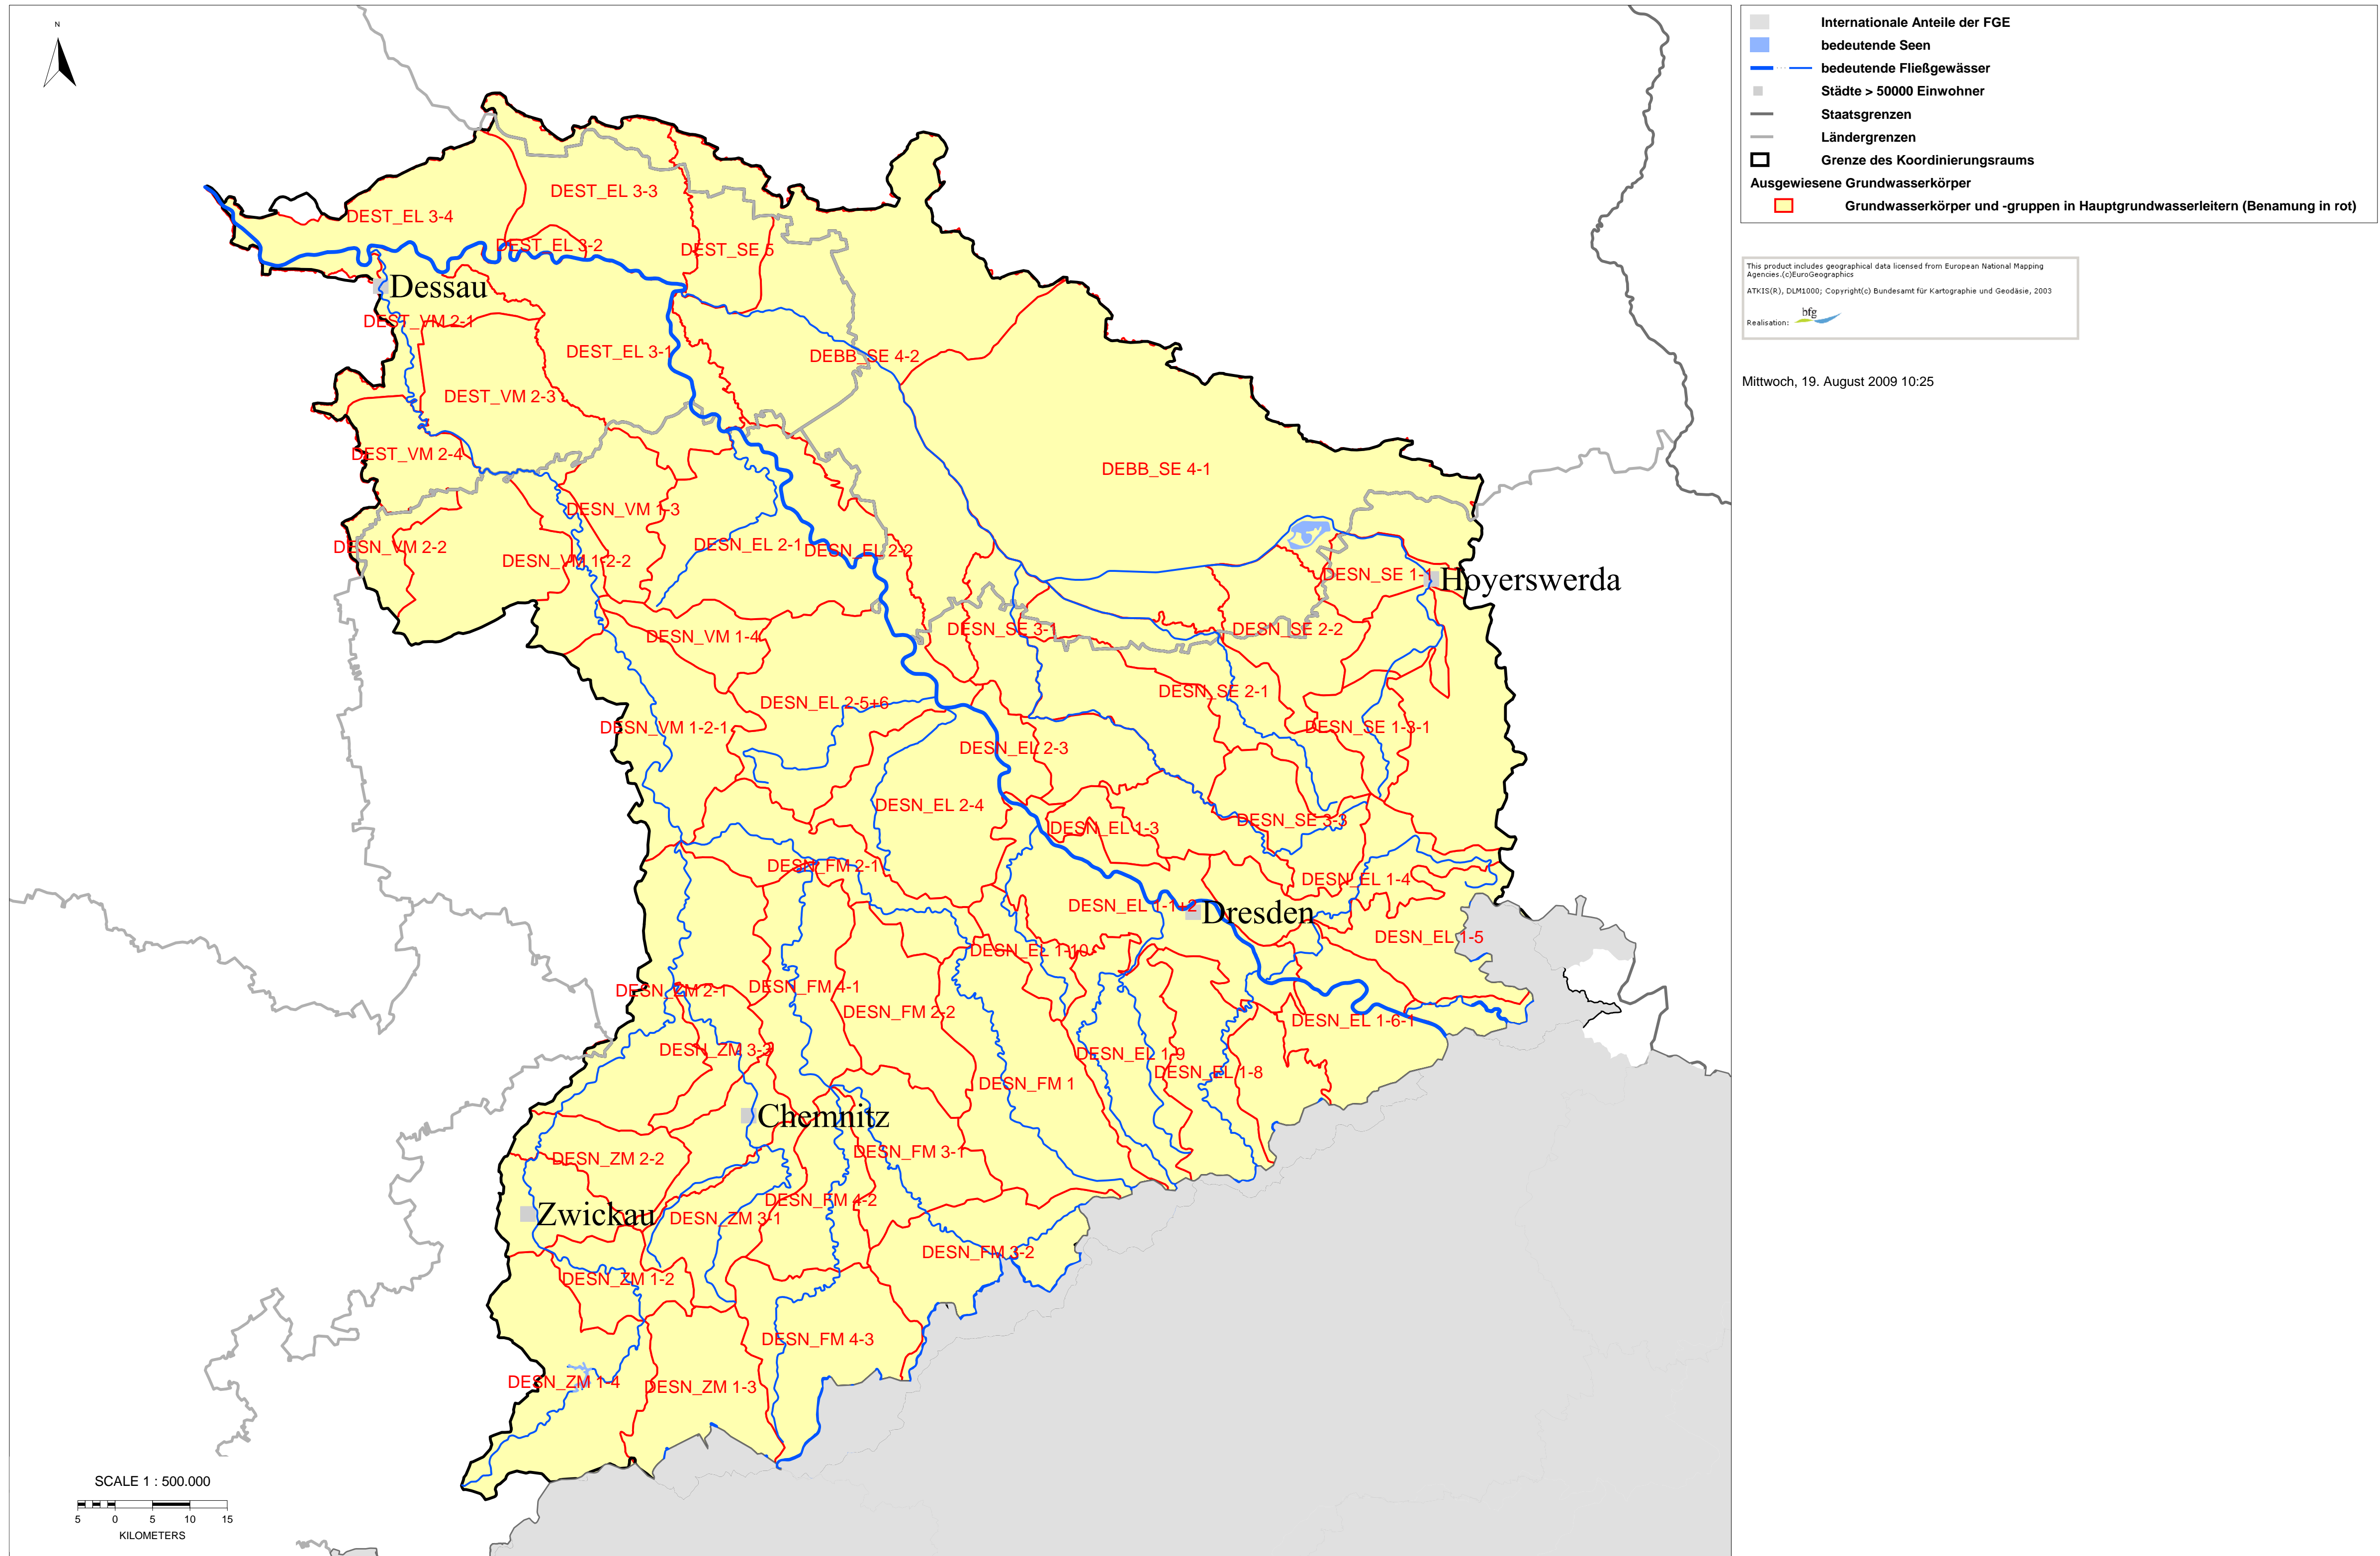 N
DEST_EL 3-3
DEST_EL 3-4
DEST_EL 3-2
DEST_SE 5
Dessau
DEST_VM 2-1
DEST_EL 3-1
DEBB_SE 4-2
DEST_VM 2-3
DEST_VM 2-4
DEBB_SE 4-1
DESN_VM 1-3
DESN_VM 2-2
DESN_VM 1-2-2
DESN_EL 2-1
DESN_EL 2-2
DESN_SE 1-1
Hoyerswerda
DESN_VM 1-4
DESN_SE 3-1
DESN_SE 2-2
DESN_EL 2-5+6
DESN_SE 2-1
DESN_VM 1-2-1
DESN_SE 1-3-1
DESN_EL 2-3
DESN_EL 2-4
DESN_EL 1-3
DESN_SE 3-3
DESN_FM 2-1
DESN_EL 1-4
DESN_EL 1-1+2
Dresden
DESN_EL 1-5
DESN_EL 1-10
DESN_ZM 2-1
DESN_FM 4-1
DESN_FM 2-2
DESN_EL 1-6-1
DESN_ZM 3-3
DESN_EL 1-9
DESN_EL 1-8
DESN_FM 1
Chemnitz
DESN_FM 3-1
DESN_ZM 2-2
DESN_FM 4-2
Zwickau
DESN_ZM 3-1
DESN_FM 3-2
DESN_ZM 1-2
DESN_FM 4-3
DESN_ZM 1-4
DESN_ZM 1-3
SCALE 1 : 500.000
5 0 5 10 15
KILOMETERS
Internationale Anteile der FGE
bedeutende Seen
bedeutende Fließgewässer
Städte > 50000 Einwohner
Staatsgrenzen
Ländergrenzen
Grenze des Koordinierungsraums
Ausgewiesene Grundwasserkörper
Grundwasserkörper und -gruppen in Hauptgrundwasserleitern (Benamung in rot)
This product includes geographical data licensed from European National Mapping
Agencies.(c)EuroGeographics
ATKIS(R), DLM1000; Copyright(c) Bundesamt für Kartographie und Geodäsie, 2003
Realisation: bfg
Mittwoch, 19. August 2009 10:25